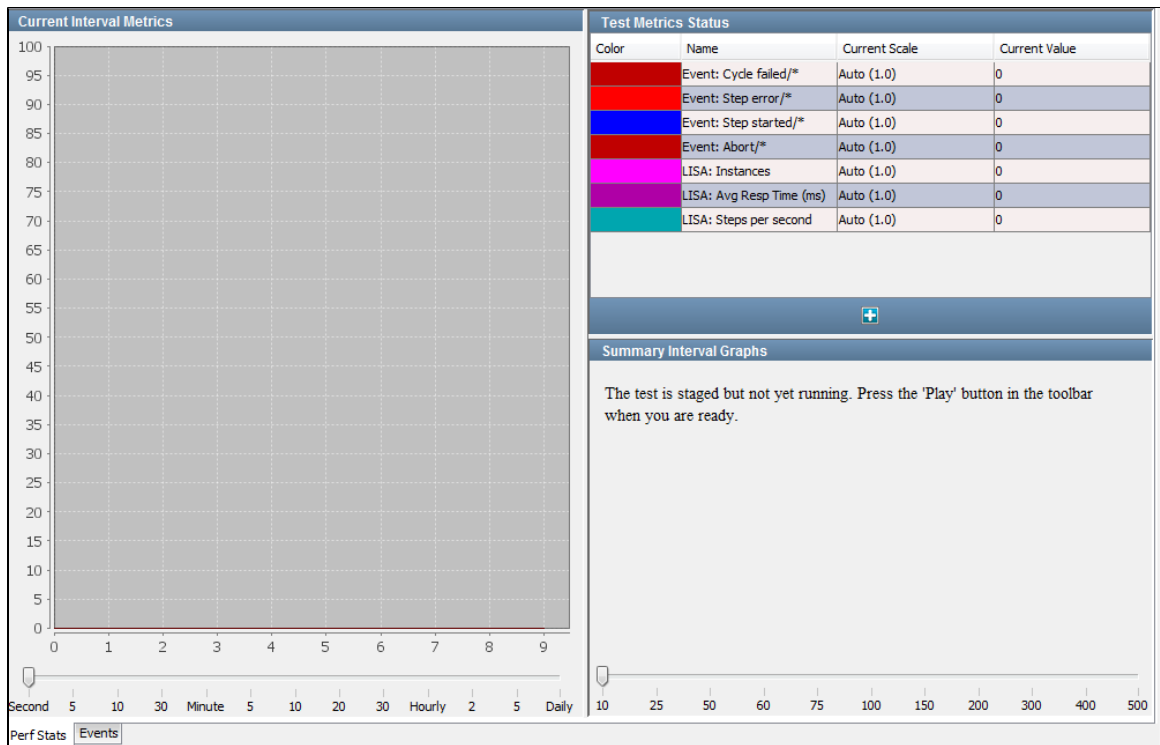 Current Interval Metrics
100
95
90
85
80
75
70
65
60
55
50
45
40
35
30
25
20
15
10
5
0
0 1 2 3 4 5 6 7 8 9
Second 5 10 30 Minute 5 10 20 30 Hourly 2 5 Daily
Test Metrics Status
Color Name Current Scale Current Value
Event: Cycle failed/* Auto (1.0) 0
Event: Step error/* Auto (1.0) 0
Event: Step started/* Auto (1.0) 0
Event: Abort/* Auto (1.0) 0
LISA: Instances Auto (1.0) 0
LISA: Avg Resp Time (ms) Auto (1.0) 0
LISA: Steps per second Auto (1.0) 0
Summary Interval Graphs
The test is staged but not yet running. Press the 'Play' button in the toolbar
when you are ready.
10 25 50 60 75 100 150 200 300 400 500
Perf Stats Events